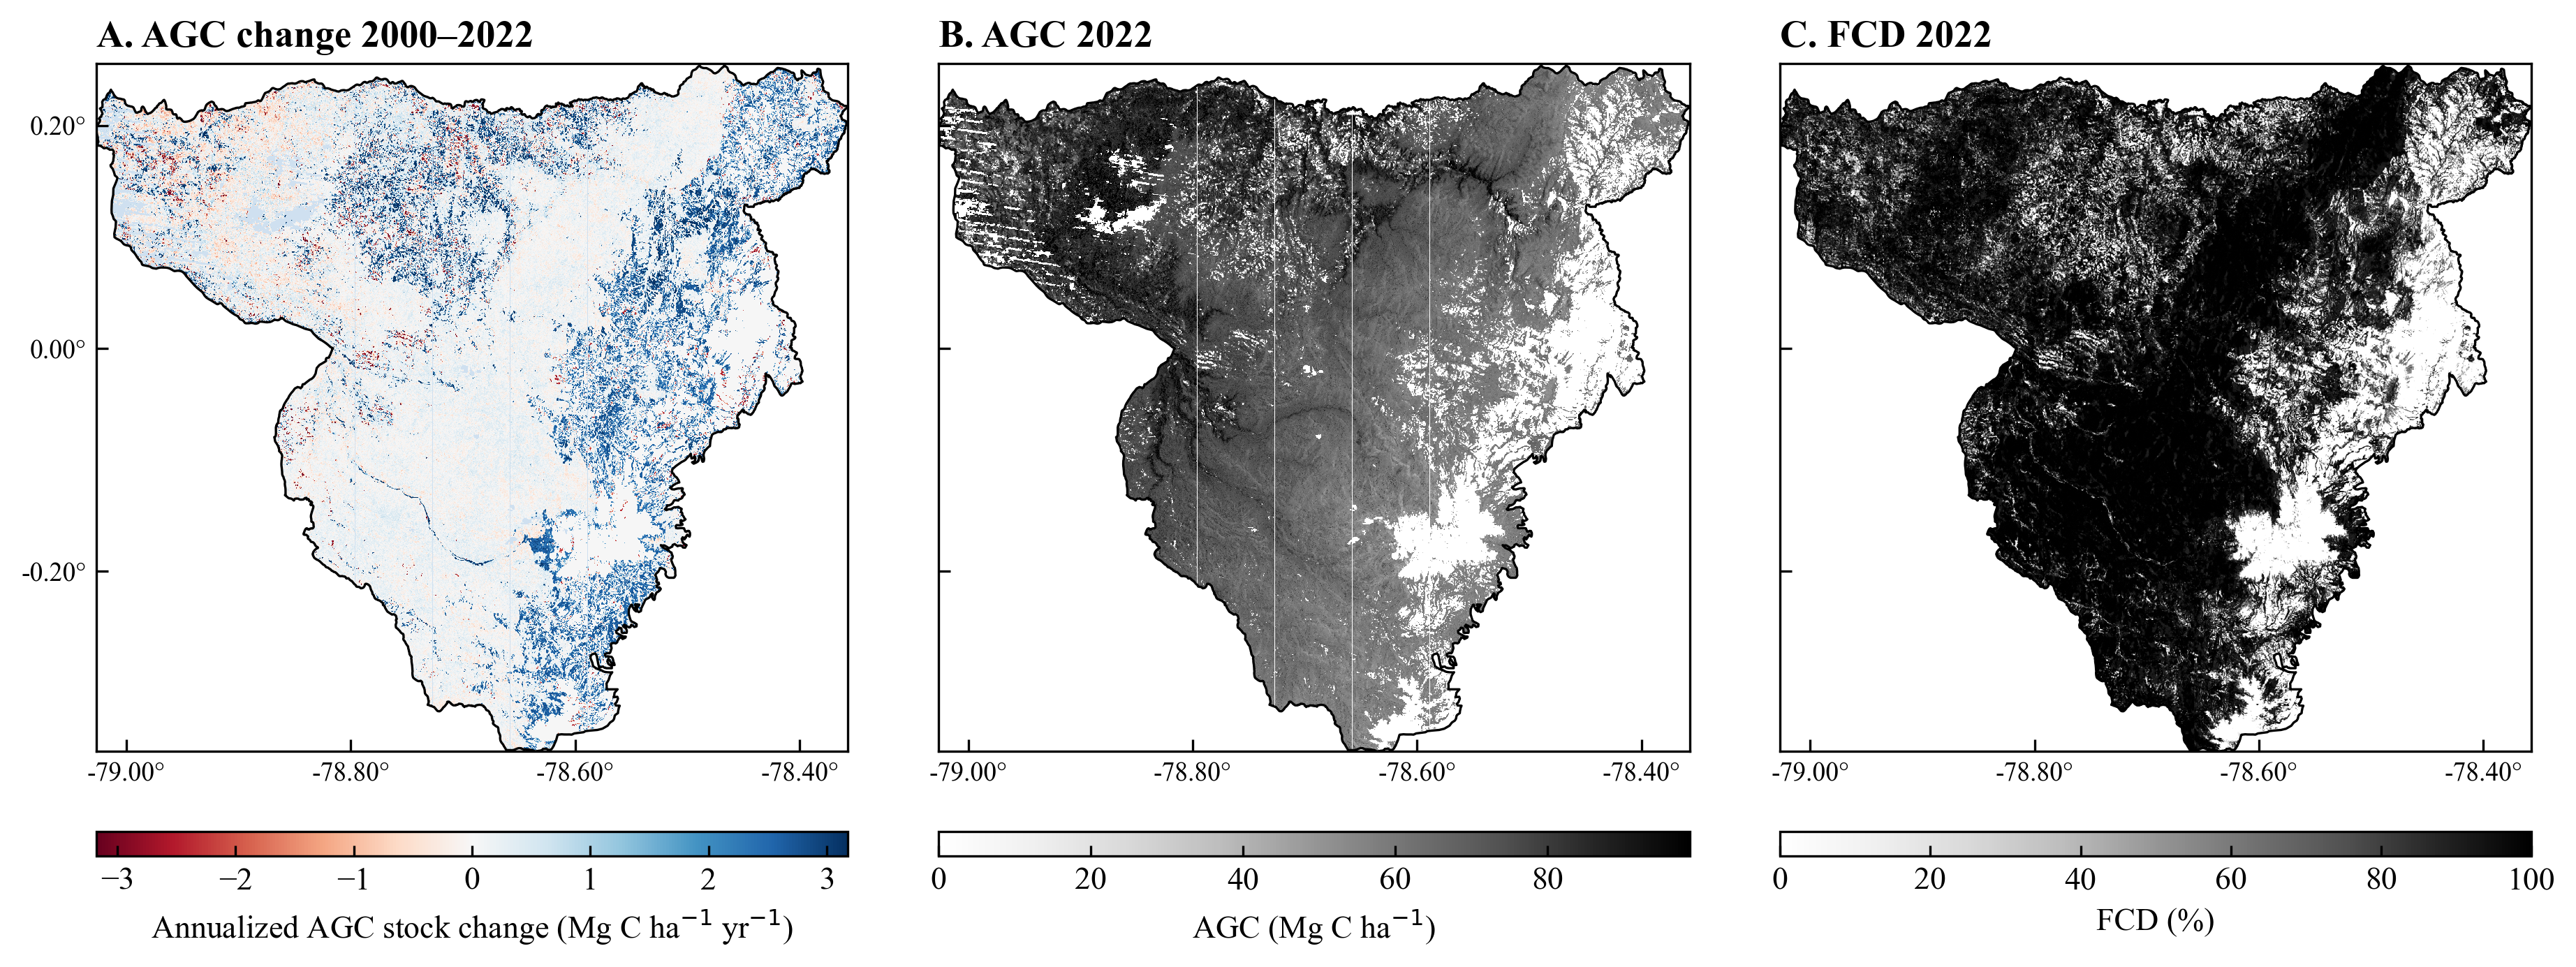 A. AGC change 2000–2022
B. AGC 2022
C. FCD 2022
0.20°
0.00°
-0.20°
-79.00° -78.80° -78.60° -78.40°
-79.00° -78.80° -78.60° -78.40°
-79.00° -78.80° -78.60° -78.40°
−3 −2 −1 0 1 2 3
Annualized AGC stock change (Mg C ha⁻¹ yr⁻¹)
0 20 40 60 80
AGC (Mg C ha⁻¹)
0 20 40 60 80 100
FCD (%)